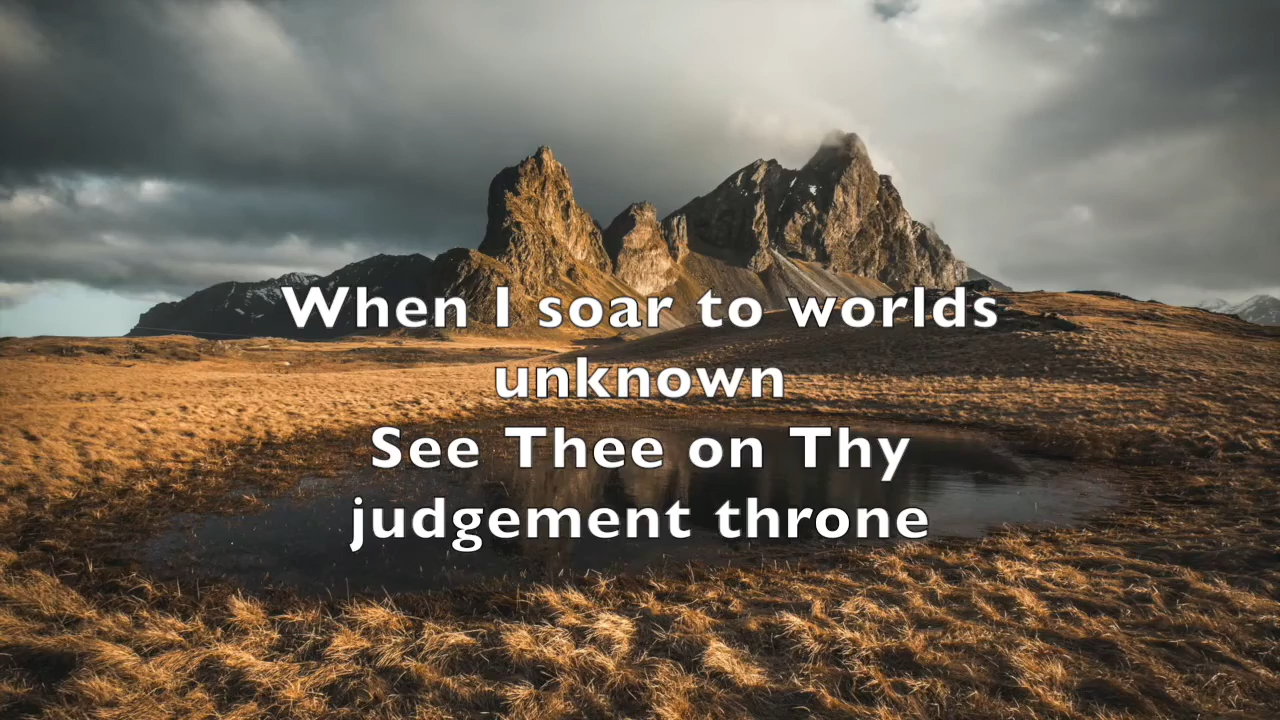 When I soar to worlds
unknown
See Thee on Thy
judgement throne